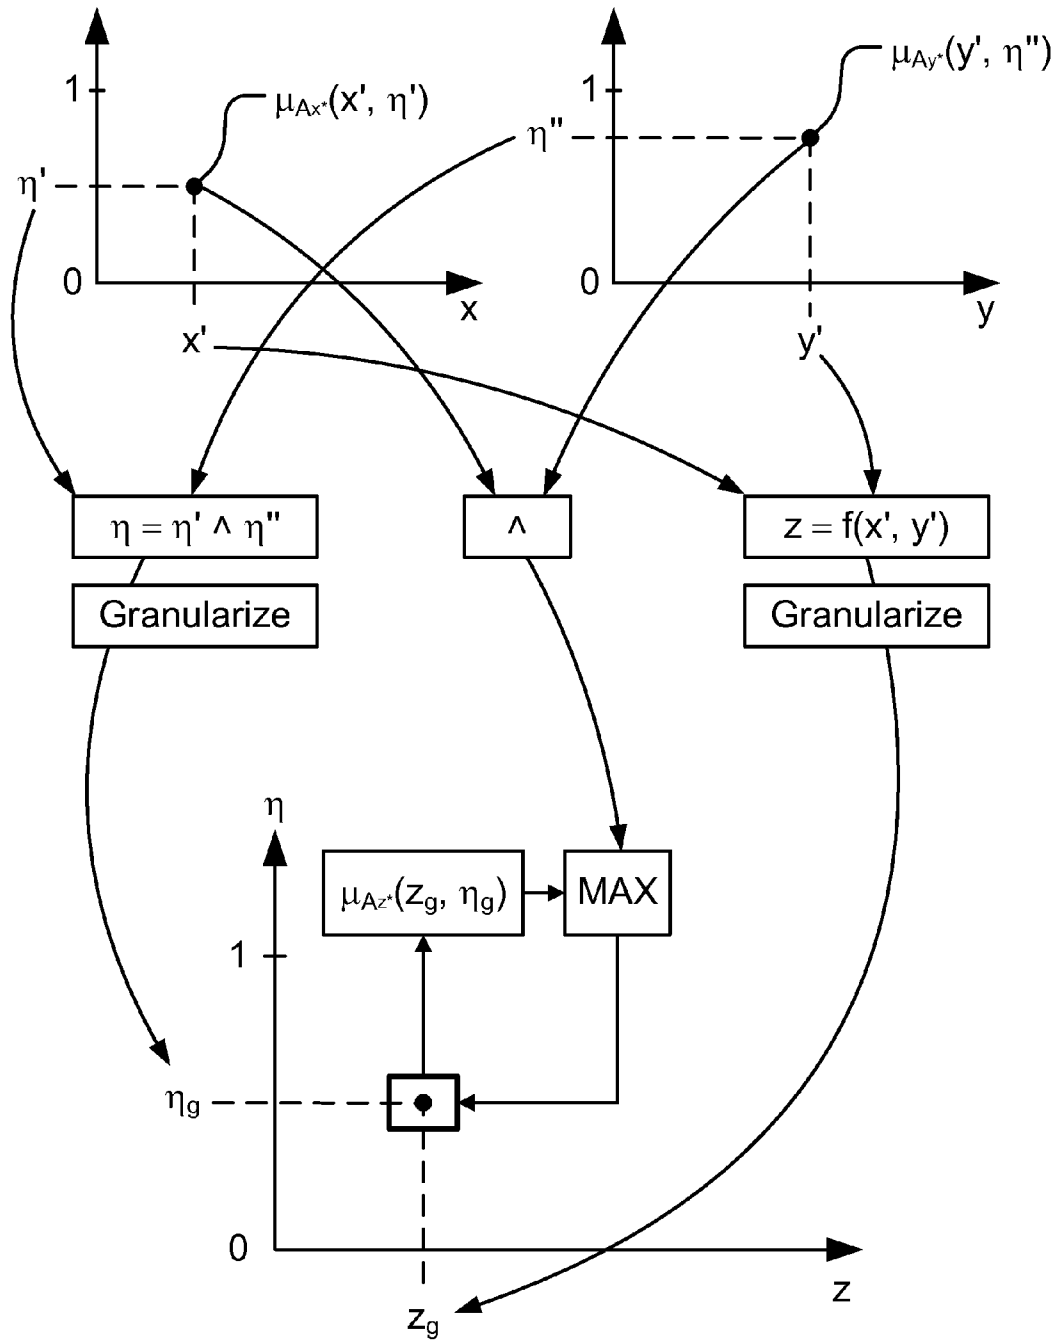 μAy*(y', η'')
1
1
μAx*(x', η')
η''
η'
0
0
x
y
x'
y'
η = η' ^ η''
^
z = f(x', y')
Granularize
Granularize
η
μAz*(zg, ηg)
MAX
1
ηg
0
z
zg